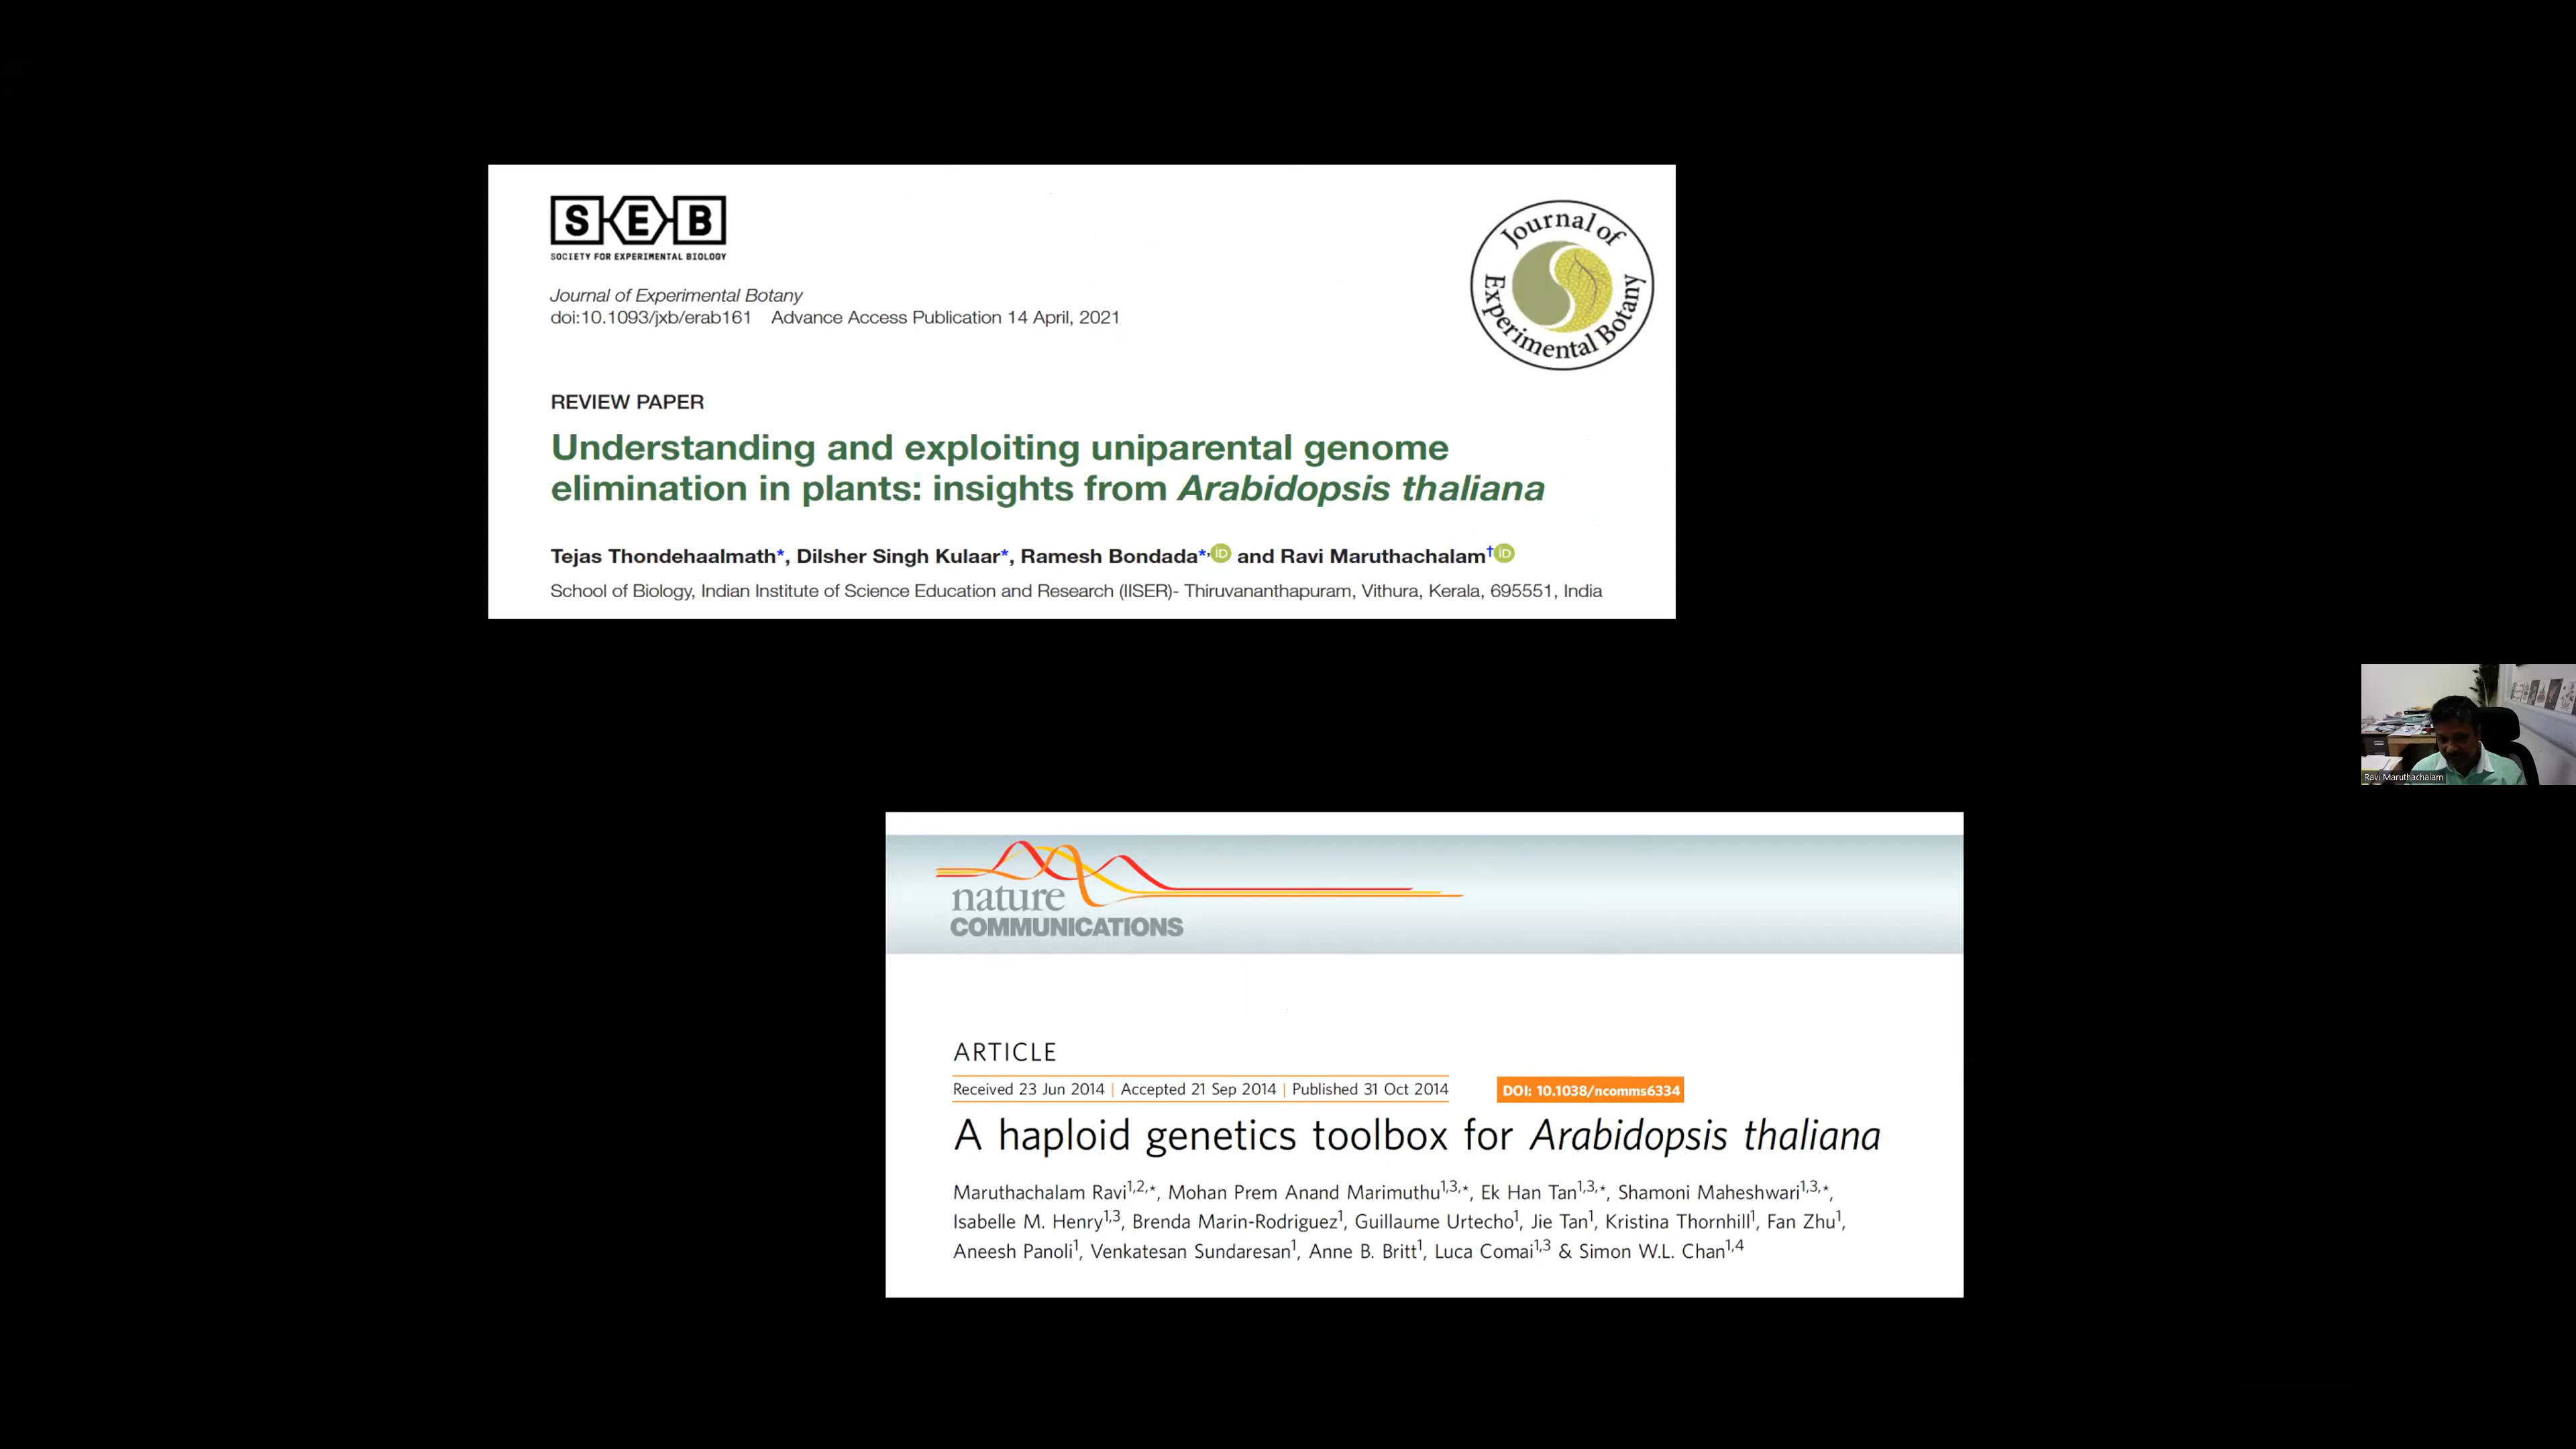 SEB
SOCIETY FOR EXPERIMENTAL BIOLOGY
Journal of Experimental Botany
Journal of Experimental Botany
doi:10.1093/jxb/erab161 Advance Access Publication 14 April, 2021
REVIEW PAPER
Understanding and exploiting uniparental genome
elimination in plants: insights from Arabidopsis thaliana
Tejas Thondehaalmath*, Dilsher Singh Kulaar*, Ramesh Bondada*, iD and Ravi Maruthachalam† iD
School of Biology, Indian Institute of Science Education and Research (IISER)- Thiruvananthapuram, Vithura, Kerala, 695551, India
Ravi Maruthachalam
nature
COMMUNICATIONS
ARTICLE
Received 23 Jun 2014 | Accepted 21 Sep 2014 | Published 31 Oct 2014
DOI: 10.1038/ncomms6334
A haploid genetics toolbox for Arabidopsis thaliana
Maruthachalam Ravi1,2,*, Mohan Prem Anand Marimuthu1,3,*, Ek Han Tan1,3,*, Shamoni Maheshwari1,3,*,
Isabelle M. Henry1,3, Brenda Marin-Rodriguez1, Guillaume Urtecho1, Jie Tan1, Kristina Thornhill1, Fan Zhu1,
Aneesh Panoli1, Venkatesan Sundaresan1, Anne B. Britt1, Luca Comai1,3 & Simon W.L. Chan1,4